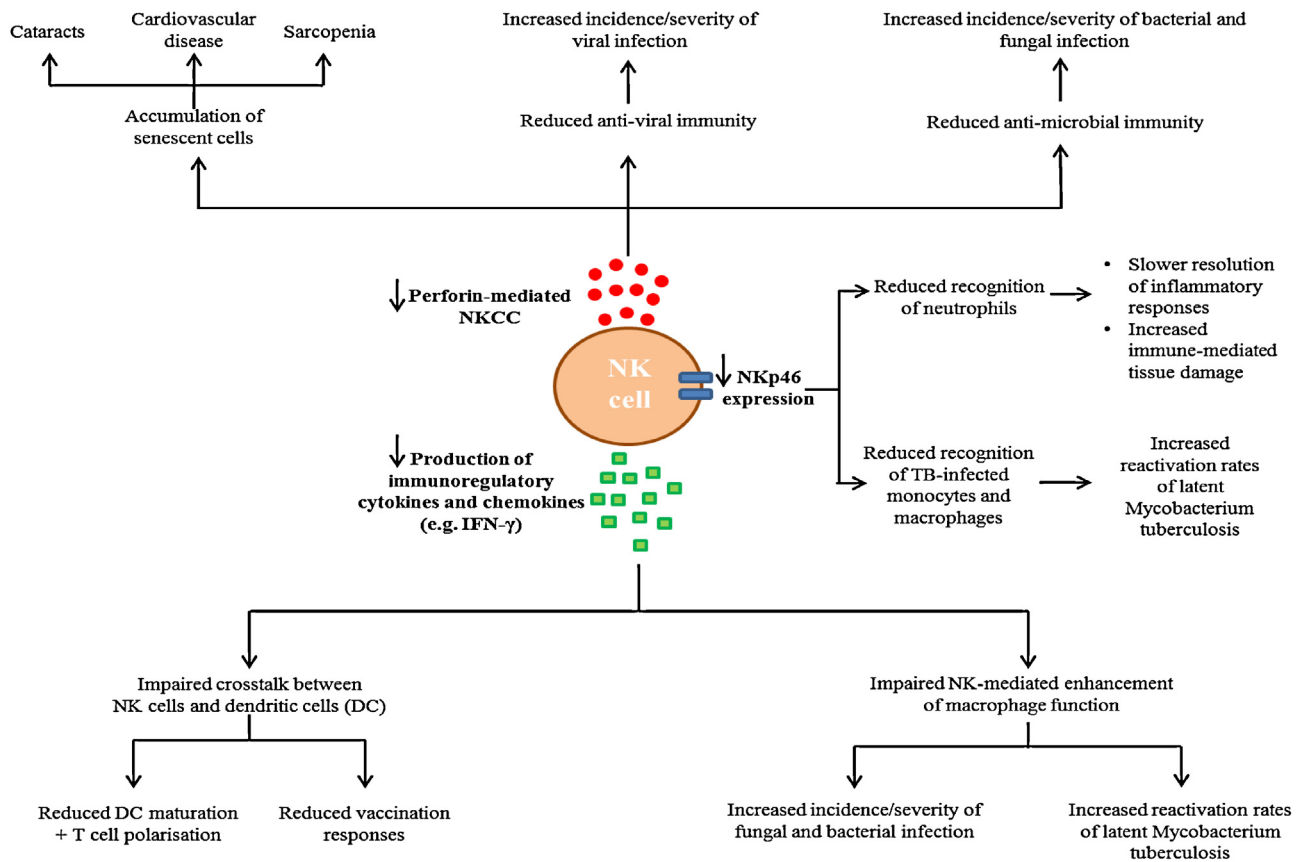 Cataracts
Cardiovascular
disease
Sarcopenia
Accumulation of
senescent cells
Increased incidence/severity of
viral infection
Reduced anti-viral immunity
Increased incidence/severity of bacterial and
fungal infection
Reduced anti-microbial immunity
Perforin-mediated
NKCC
NK
cell
NKp46
expression
Reduced recognition
of neutrophils
• Slower resolution
of inflammatory
responses
• Increased
immune-mediated
tissue damage
Production of
immunoregulatory
cytokines and chemokines
(e.g. IFN-γ)
Reduced recognition
of TB-infected
monocytes and
macrophages
Increased
reactivation rates
of latent
Mycobacterium
tuberculosis
Impaired crosstalk between
NK cells and dendritic cells (DC)
Reduced DC maturation
+ T cell polarisation
Reduced vaccination
responses
Impaired NK-mediated enhancement
of macrophage function
Increased incidence/severity of
fungal and bacterial infection
Increased reactivation rates
of latent Mycobacterium
tuberculosis